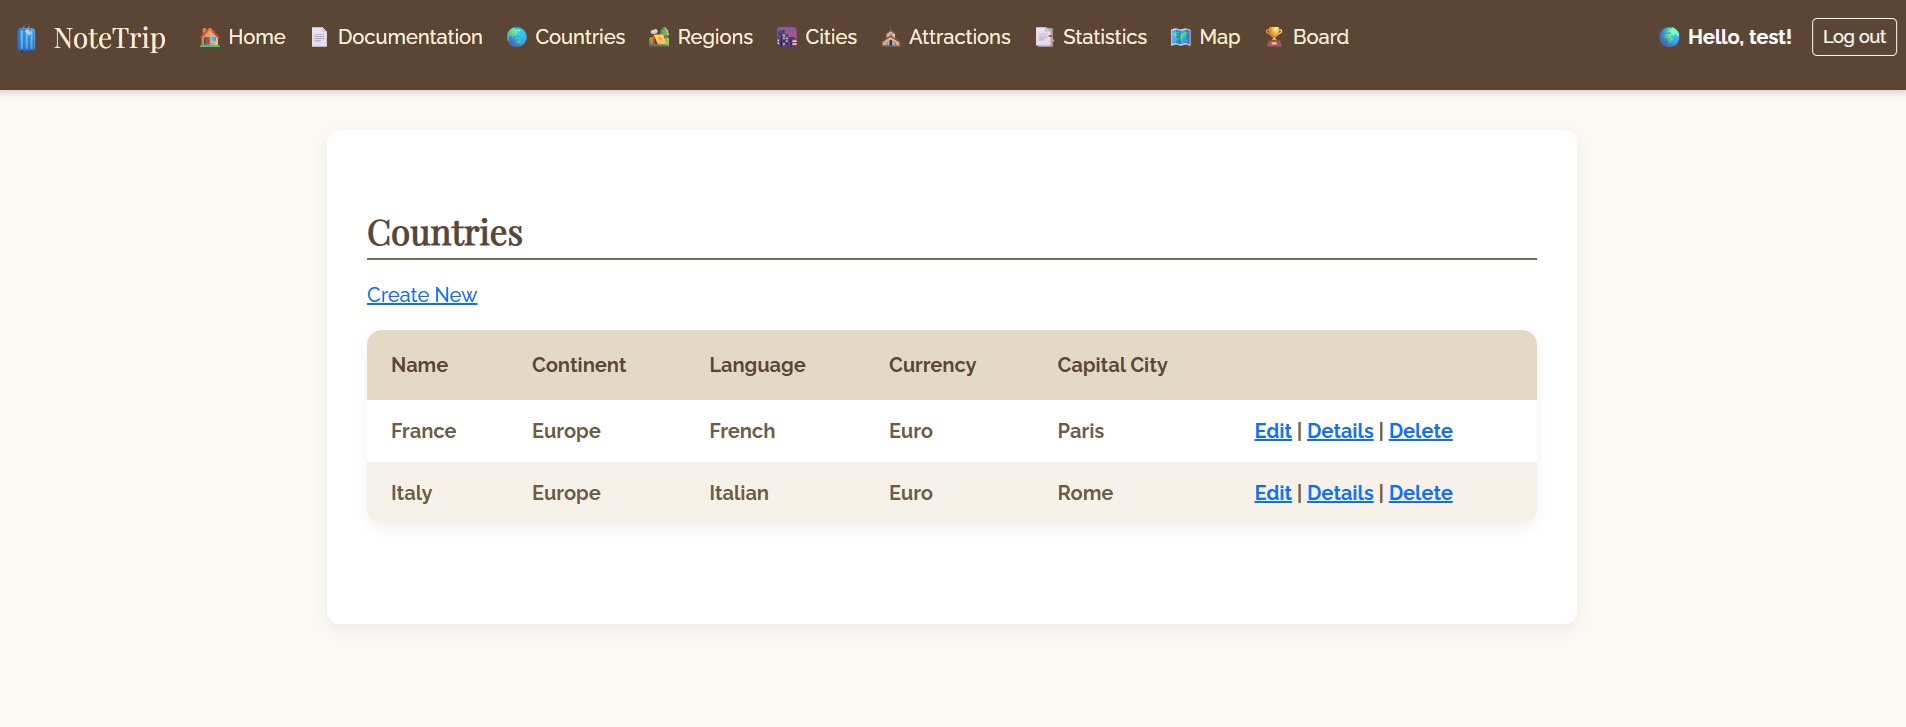 NoteTrip Home Documentation Countries Regions Cities Attractions Statistics Map Board Hello, test! Log out
Countries
Create New
Name Continent Language Currency Capital City
France Europe French Euro Paris Edit | Details | Delete
Italy Europe Italian Euro Rome Edit | Details | Delete